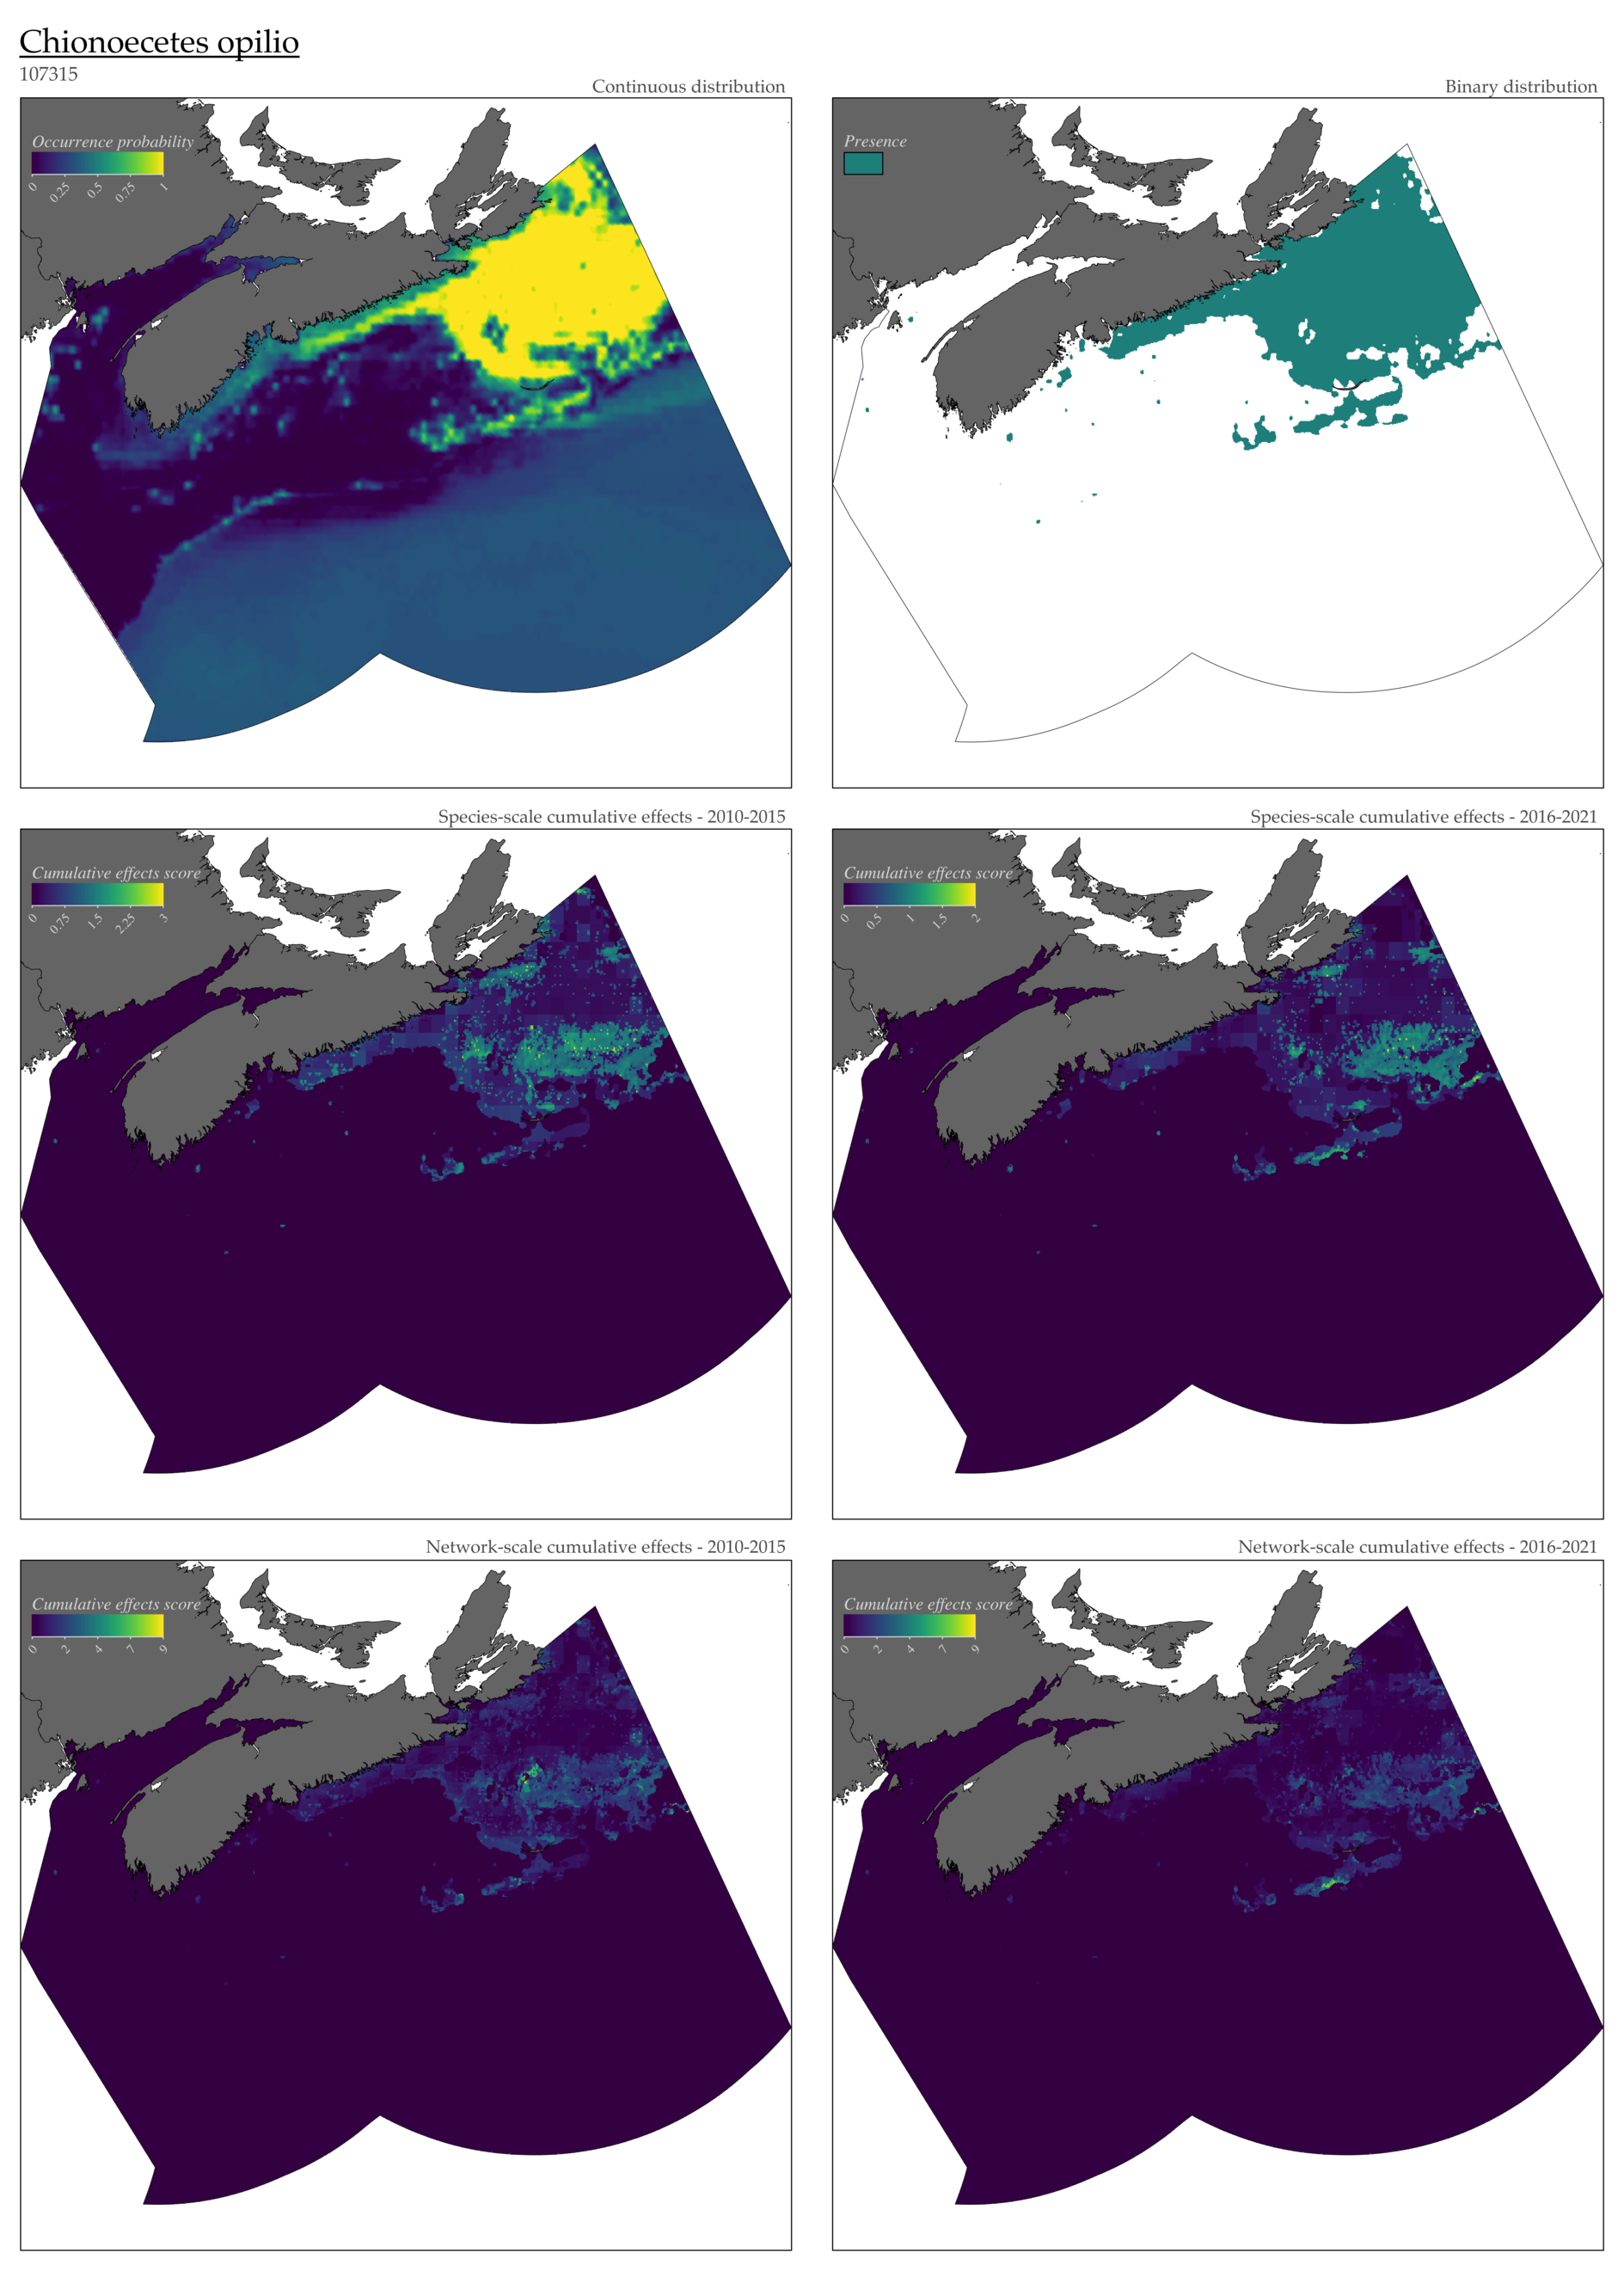 Chionoecetes opilio
107315
Continuous distribution
Occurrence probability
0 0.25 0.5 0.75 1
Binary distribution
Presence
Species-scale cumulative effects - 2010-2015
Cumulative effects score
0 0.75 1.5 2.25 3
Species-scale cumulative effects - 2016-2021
Cumulative effects score
0 0.5 1 1.5 2
Network-scale cumulative effects - 2010-2015
Cumulative effects score
0 2 4 7 9
Network-scale cumulative effects - 2016-2021
Cumulative effects score
0 2 4 7 9